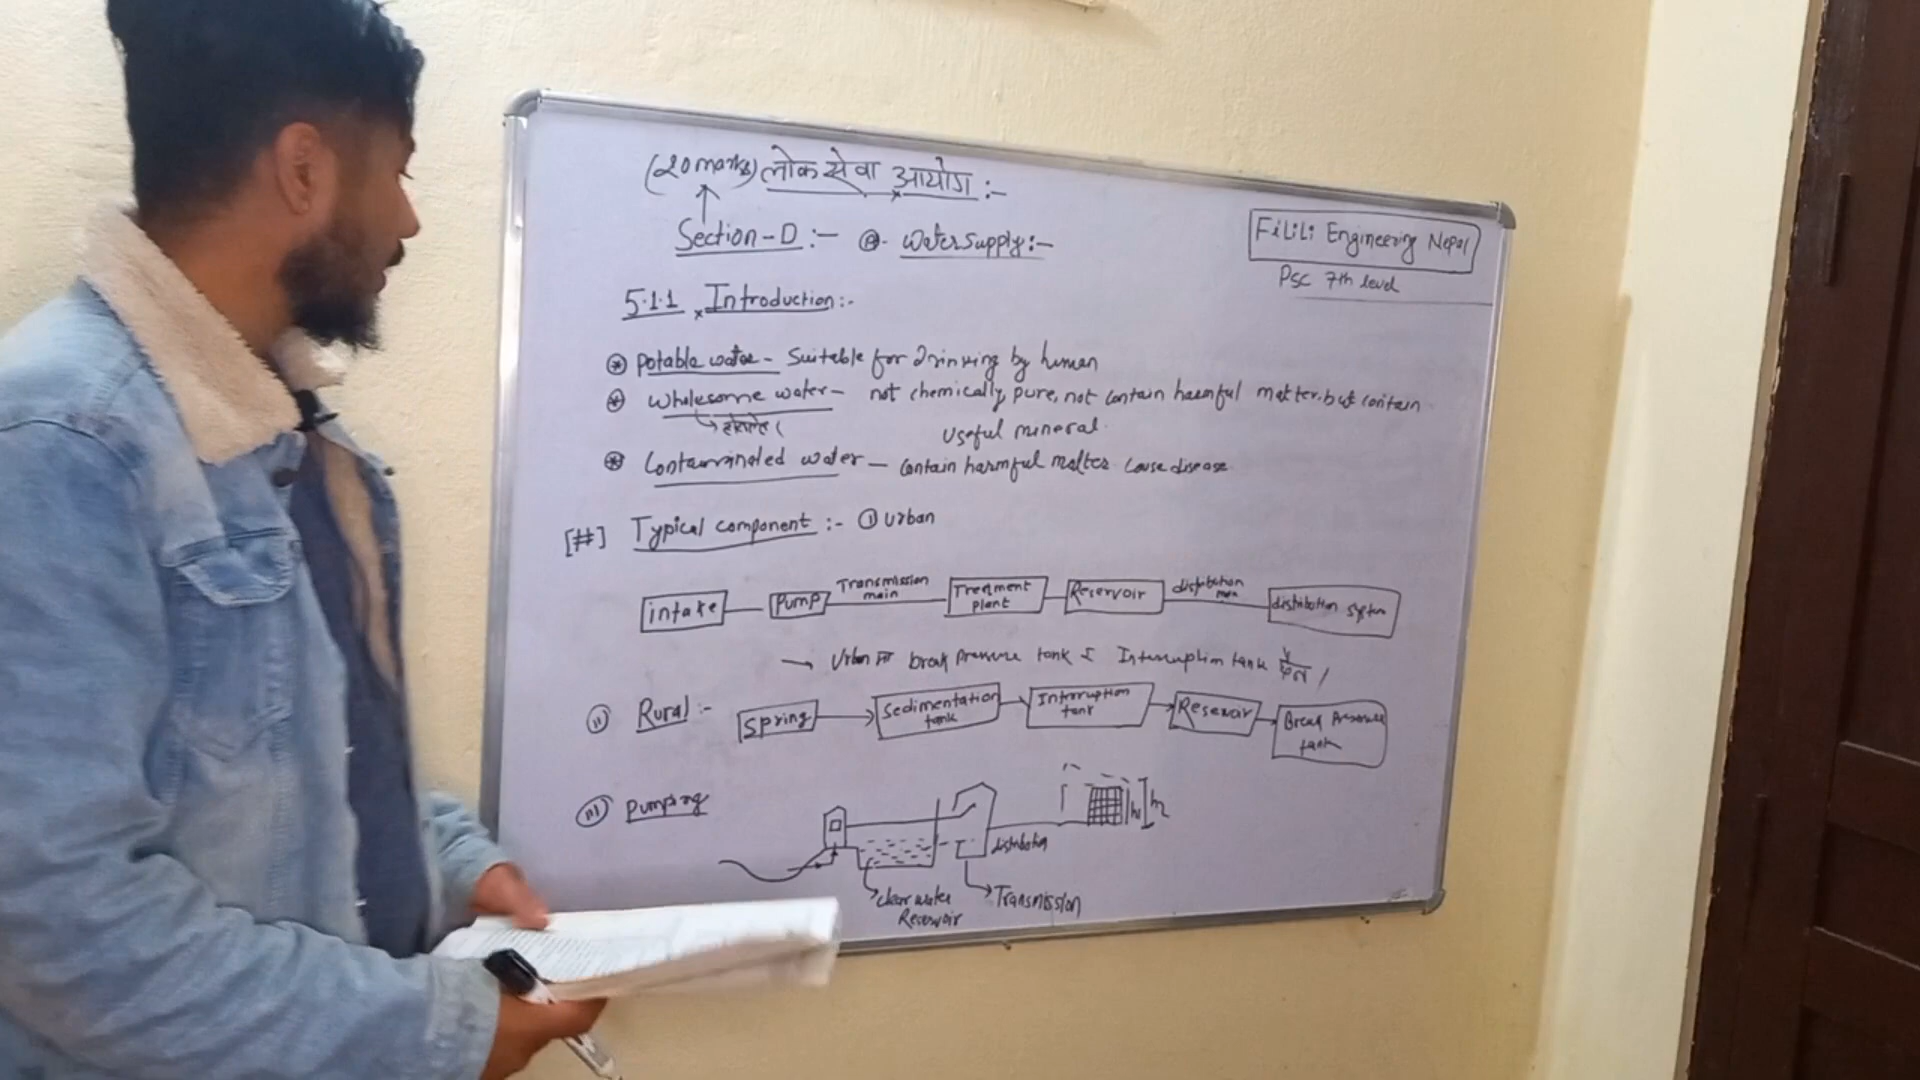 (20 marks) लोक सेवा आयोग :-
Section-D :- Ⓐ- Water Supply :-
FiLiLi Engineering Nepal
PSC 7th level
5.1.1 Introduction :-
⊛ Potable water - Suitable for drinking by human
⊛ Wholesome water - not chemically pure, not contain harmful matter. but contain
useful mineral.
⊛ Contaminated water - contain harmful matter cause disease
[#] Typical component :- ① Urban
intake
Pump
Transmission
main
Treatment
plant
Reservoir
distribution
main
distribution system
→ Urban मा break pressure tank र Interruption tank
ⅱ Rural :-
Spring
Sedimentation
tank
Interruption
tank
Reservoir
Break Pressure
tank
ⅲ Pumping
h1
h2
distribution
clear water
Reservoir
Transmission